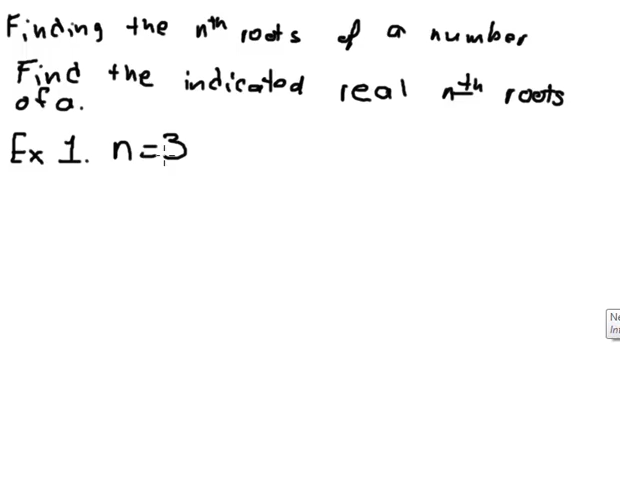 Finding the nth roots of a number
Find the indicated real nth roots
of a.
Ex 1. n=3